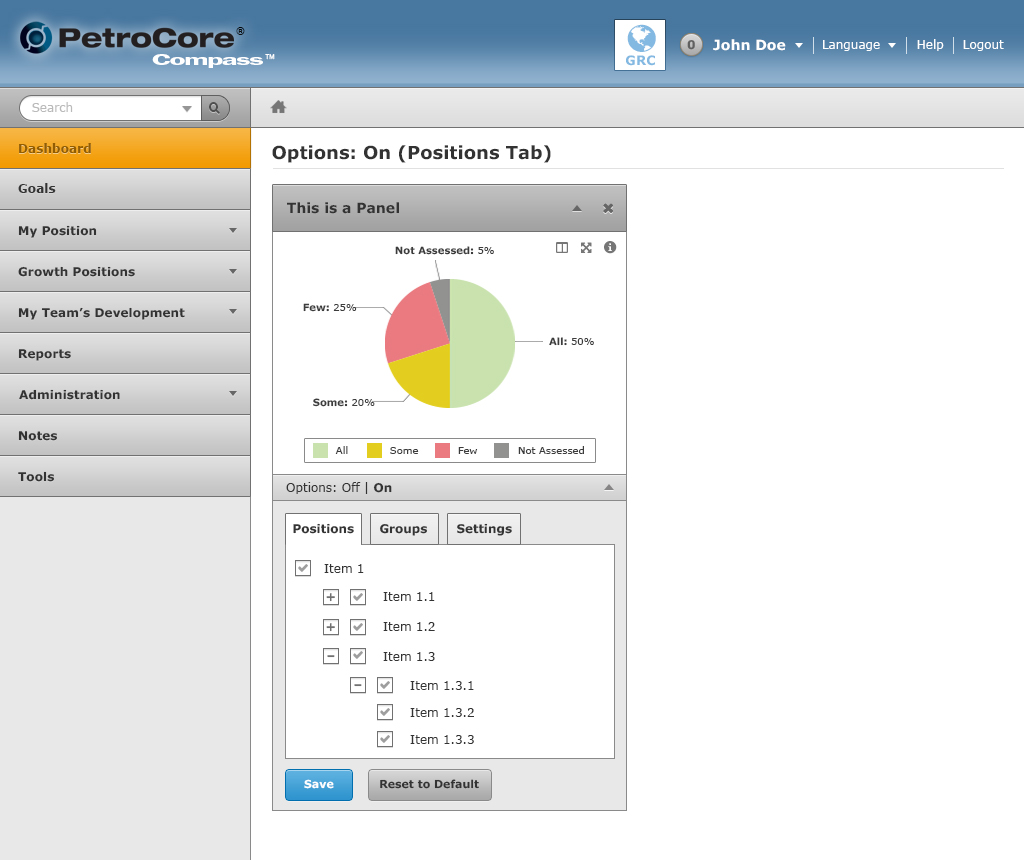 PetroCore®
Compass™
GRC
0 John Doe Language Help Logout
Search
Dashboard
Goals
My Position
Growth Positions
My Team’s Development
Reports
Administration
Notes
Tools
Options: On (Positions Tab)
This is a Panel
Not Assessed: 5%
Few: 25%
All: 50%
Some: 20%
All Some Few Not Assessed
Options: Off | On
Positions Groups Settings
Item 1
Item 1.1
Item 1.2
Item 1.3
Item 1.3.1
Item 1.3.2
Item 1.3.3
Save Reset to Default